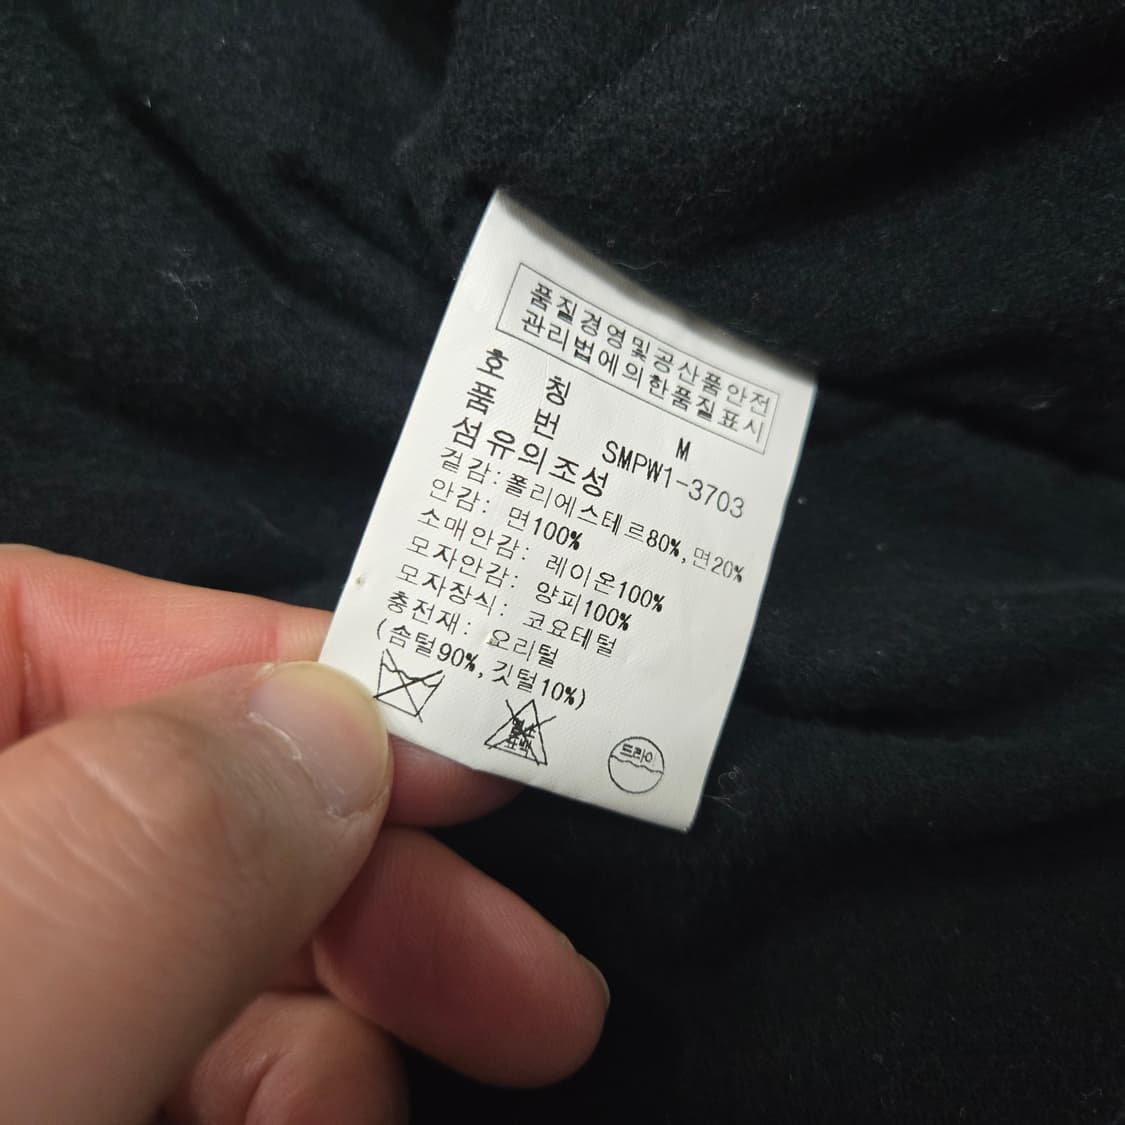 품질경영및공산품안전
관리법에의한품질표시
호 칭 M
품 번 SMPW1-3703
섬유의조성
겉감: 폴리에스테르80%, 면20%
안감: 면100%
소매안감: 레이온100%
모자안감: 양피100%
모자장식: 코요테털
충전재: 오리털
(솜털90%, 깃털10%)
염소
표백
드라이